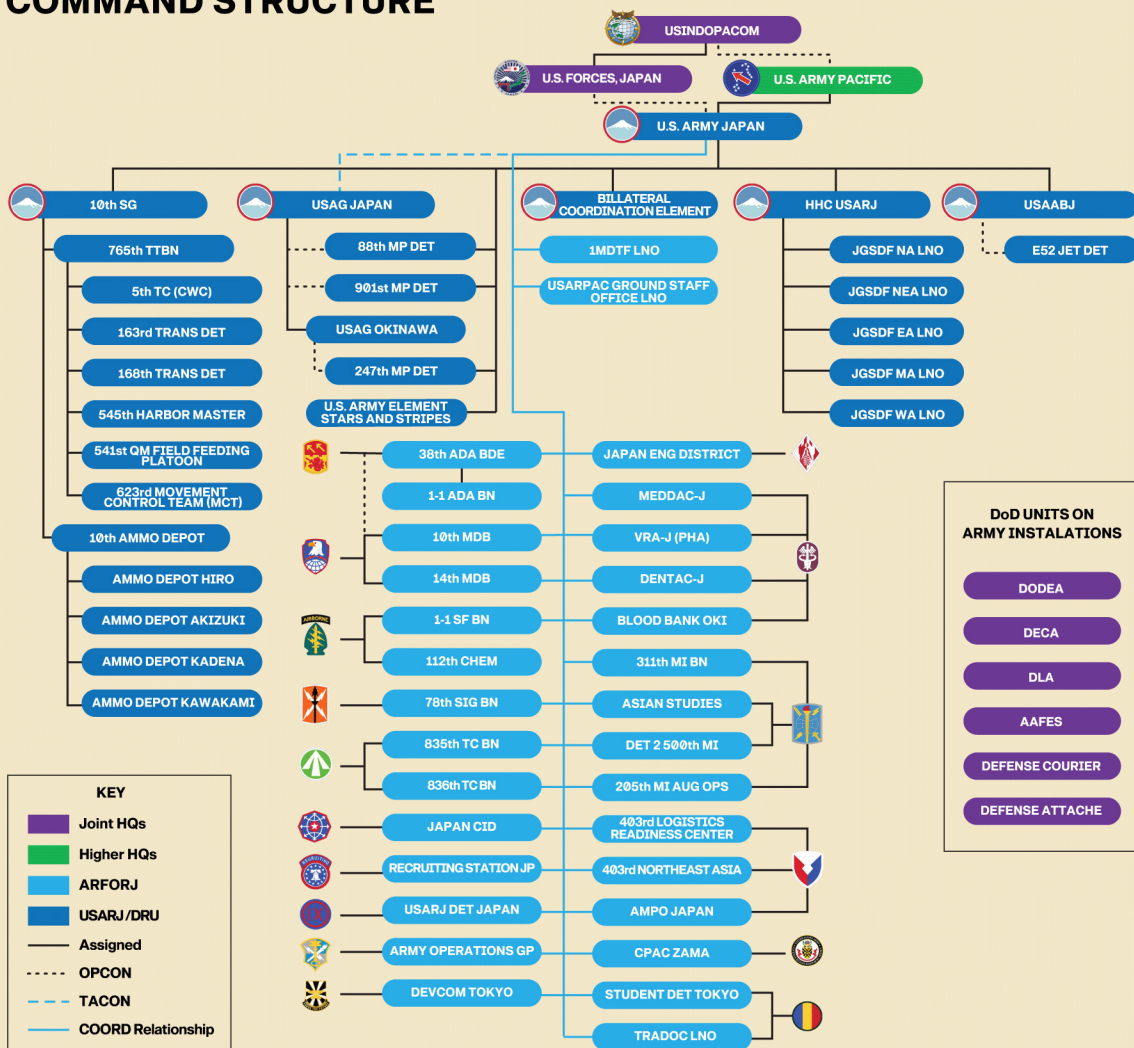 COMMAND STRUCTURE
USINDOPACOM
U.S. FORCES, JAPAN
U.S. ARMY PACIFIC
U.S. ARMY JAPAN
10th SG
USAG JAPAN
BILLATERAL
COORDINATION ELEMENT
HHC USARJ
USAABJ
765th TTBN
5th TC (CWC)
163rd TRANS DET
168th TRANS DET
545th HARBOR MASTER
541st QM FIELD FEEDING
PLATOON
623rd MOVEMENT
CONTROL TEAM (MCT)
10th AMMO DEPOT
AMMO DEPOT HIRO
AMMO DEPOT AKIZUKI
AMMO DEPOT KADENA
AMMO DEPOT KAWAKAMI
88th MP DET
901st MP DET
USAG OKINAWA
247th MP DET
U.S. ARMY ELEMENT
STARS AND STRIPES
1MDTF LNO
USARPAC GROUND STAFF
OFFICE LNO
JGSDF NA LNO
JGSDF NEA LNO
JGSDF EA LNO
JGSDF MA LNO
JGSDF WA LNO
E52 JET DET
38th ADA BDE
1-1 ADA BN
10th MDB
14th MDB
AIRBORNE
1-1 SF BN
112th CHEM
78th SIG BN
835th TC BN
836th TC BN
JAPAN CID
RECRUITING
RECRUITING STATION JP
USARJ DET JAPAN
ARMY OPERATIONS GP
DEVCOM TOKYO
JAPAN ENG DISTRICT
MEDDAC-J
VRA-J (PHA)
DENTAC-J
BLOOD BANK OKI
311th MI BN
ASIAN STUDIES
DET 2 500th MI
205th MI AUG OPS
403rd LOGISTICS
READINESS CENTER
403rd NORTHEAST ASIA
AMPO JAPAN
CPAC ZAMA
STUDENT DET TOKYO
TRADOC LNO
DoD UNITS ON
ARMY INSTALATIONS
DODEA
DECA
DLA
AAFES
DEFENSE COURIER
DEFENSE ATTACHE
KEY
Joint HQs
Higher HQs
ARFORJ
USARJ/DRU
Assigned
OPCON
TACON
COORD Relationship